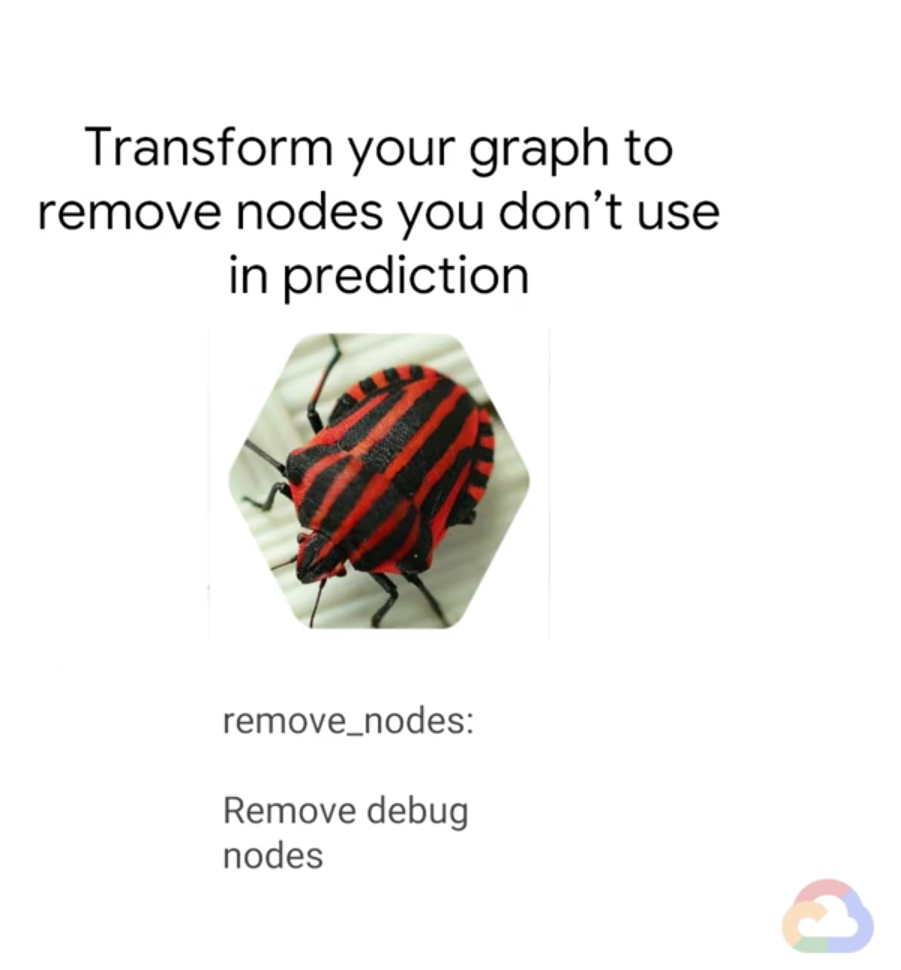 Transform your graph to
remove nodes you don’t use
in prediction
remove_nodes:
Remove debug
nodes